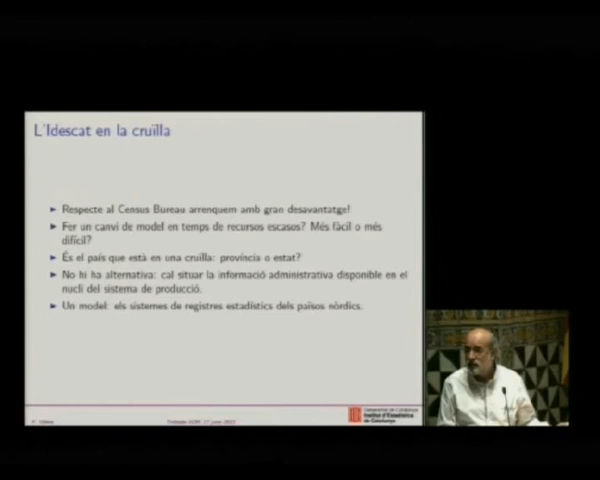 L'Idescat en la cruïlla
Respecte al Census Bureau arrenquem amb gran desavantatge!
Fer un canvi de model en temps de recursos escasos? Més fàcil o més
difícil?
És el país que està en una cruïlla: província o estat?
No hi ha alternativa: cal situar la informació administrativa disponible en el
nucli del sistema de producció.
Un model: els sistemes de registres estadístics dels països nòrdics.
Generalitat de Catalunya
Institut d'Estadística
de Catalunya